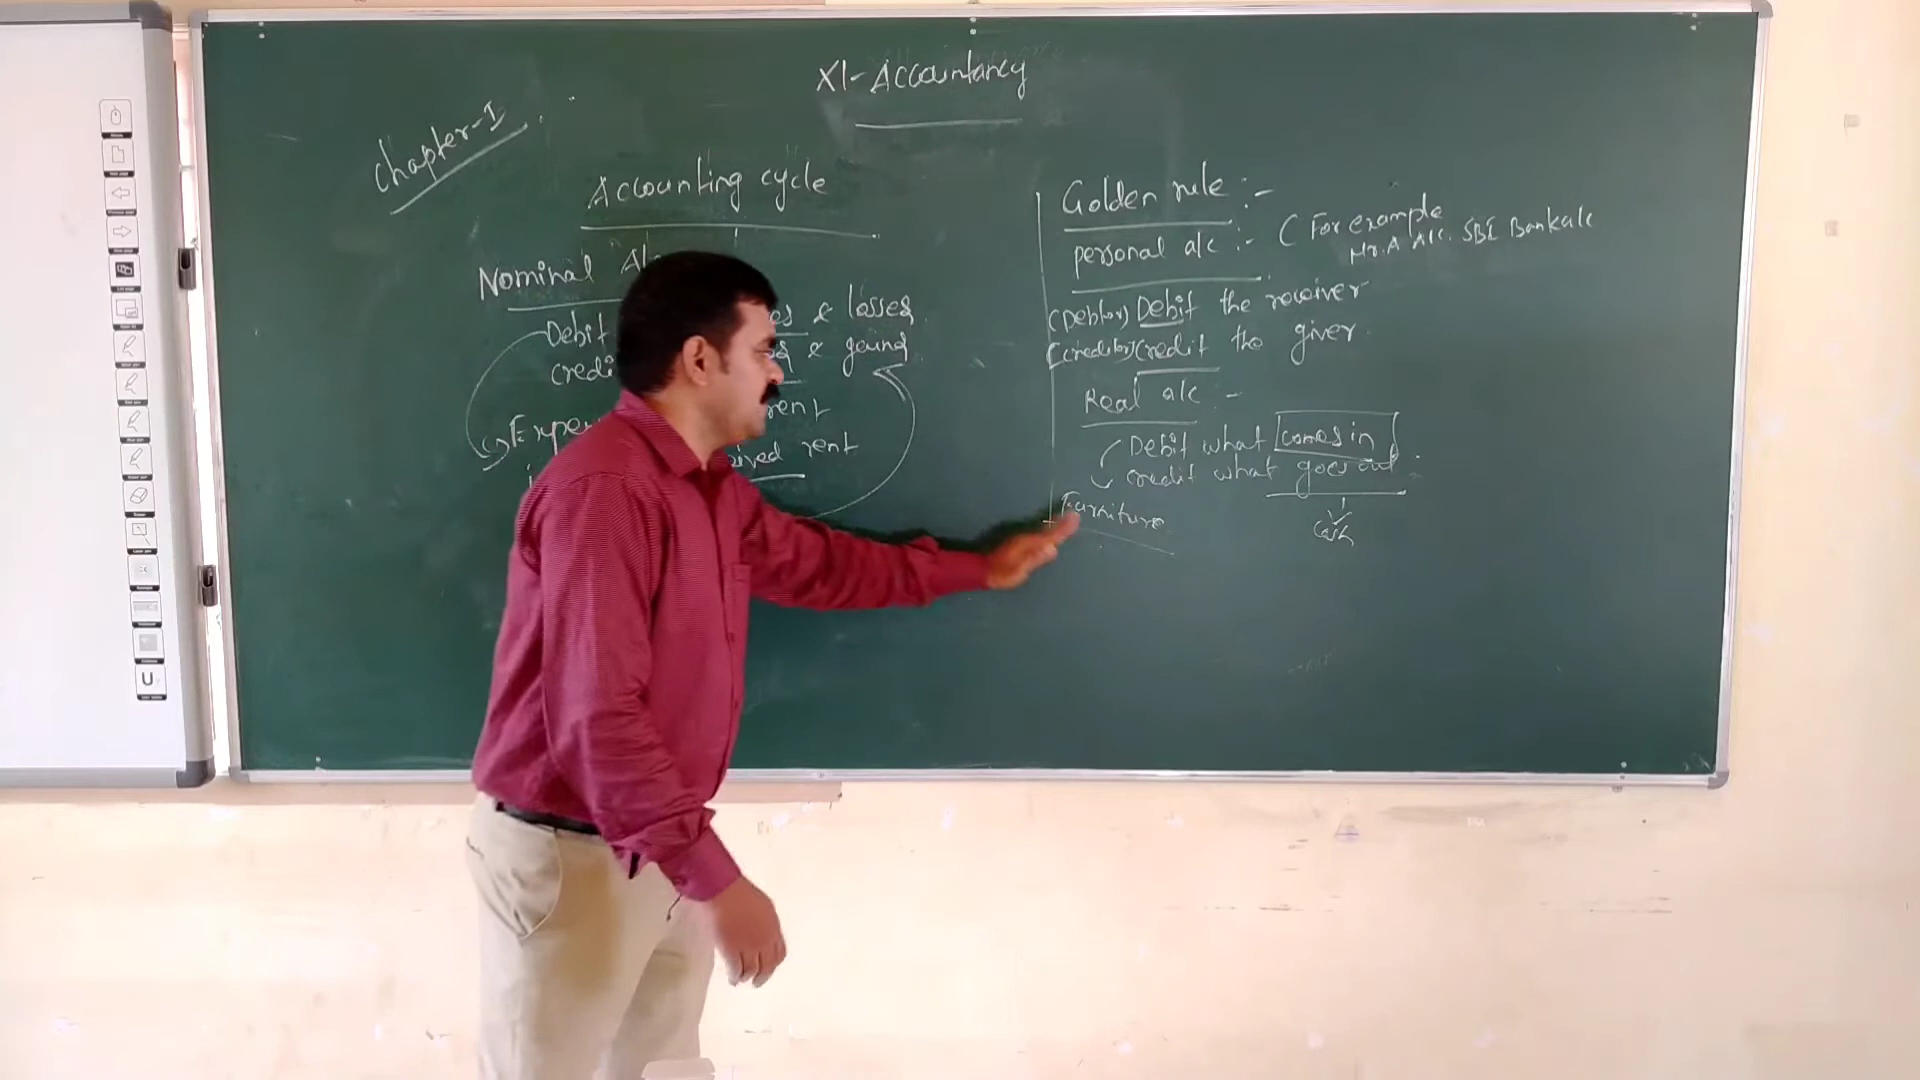 XI-Accountancy
Chapter-I
Accounting cycle
Nominal A/c
Debit
& losses
credi
& gains
Exper
rent
ived rent
Golden rule :-
personal a/c :- ( For example
Mr. A A/c. SBI Bank a/c
(Debtor) Debit the receiver
(creditor) credit the giver
Real a/c :-
Debit what comes in
credit what goes out
Furniture
Cash
U